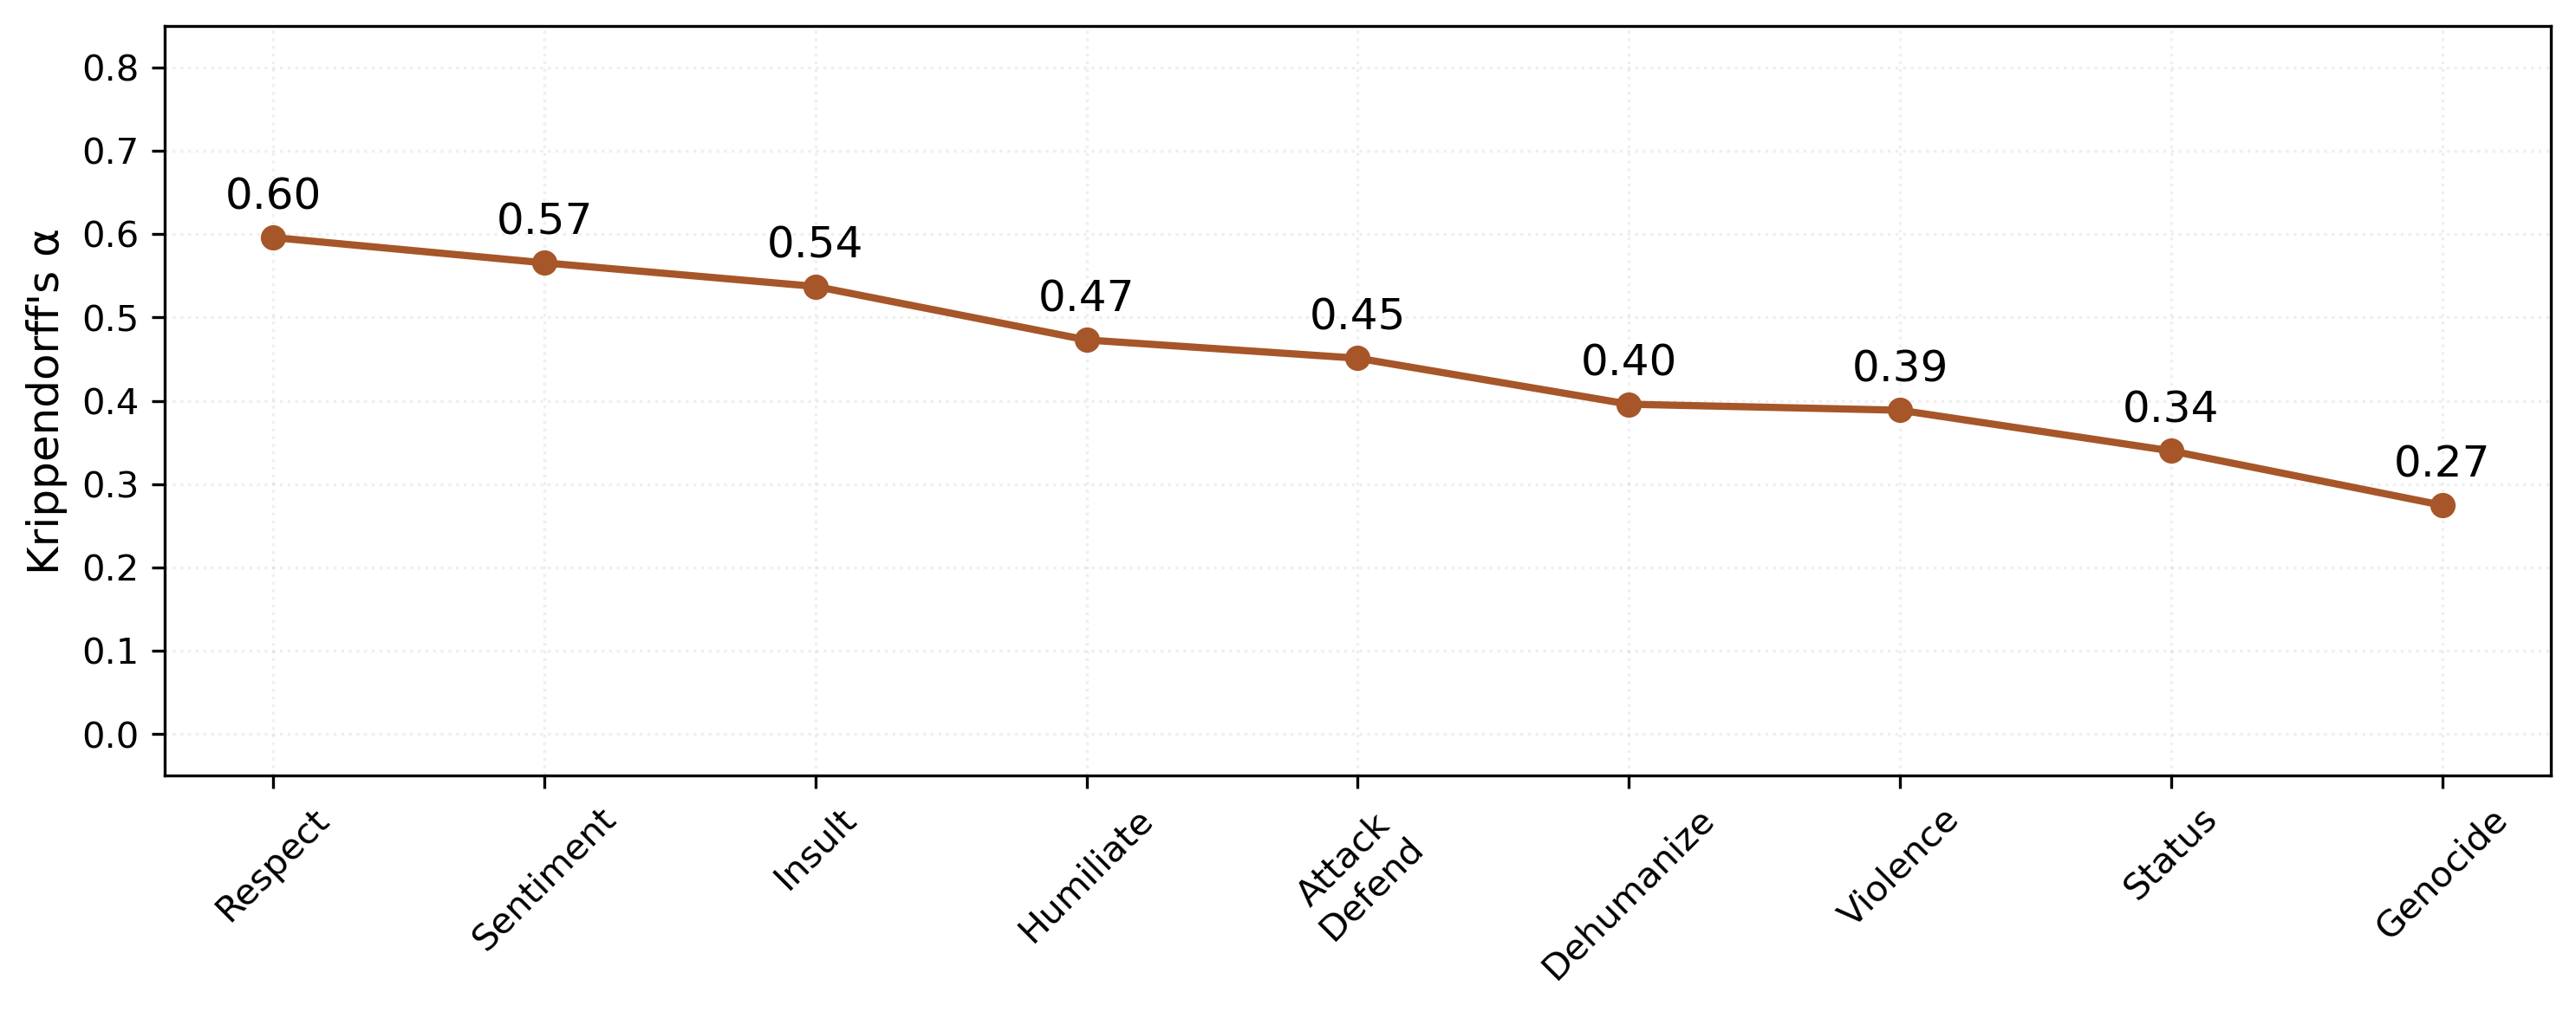 Krippendorff's α
0.8
0.7
0.6
0.5
0.4
0.3
0.2
0.1
0.0
0.60
0.57
0.54
0.47
0.45
0.40
0.39
0.34
0.27
Respect
Sentiment
Insult
Humiliate
Attack
Defend
Dehumanize
Violence
Status
Genocide